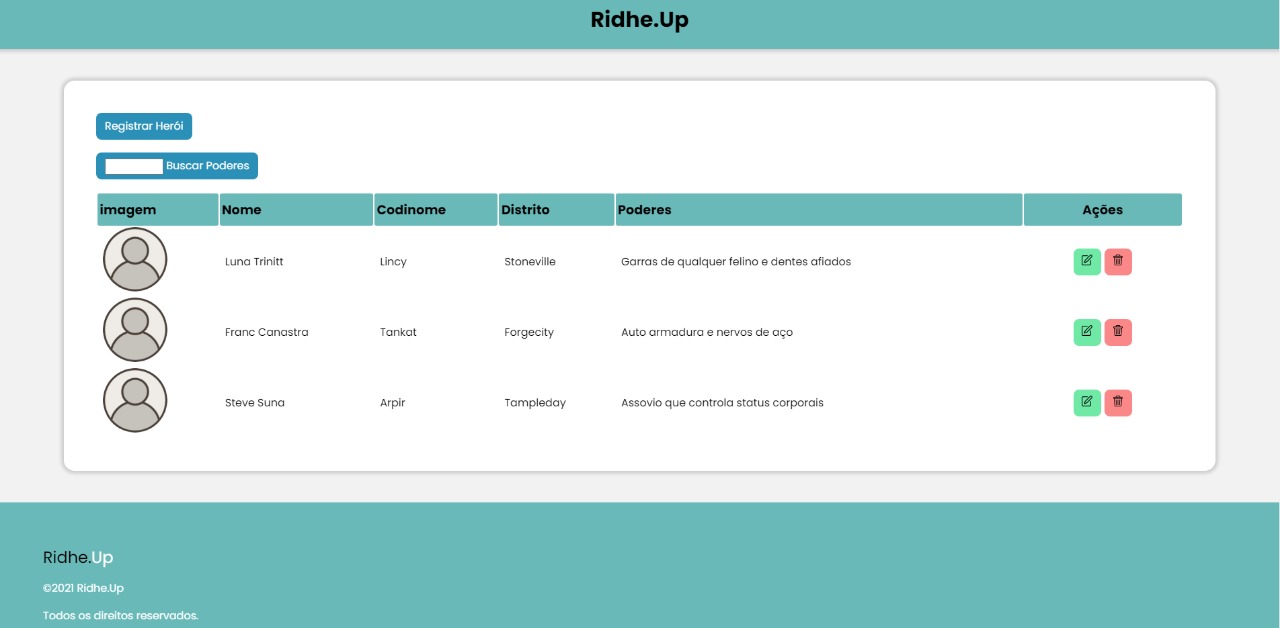 Ridhe.Up
Registrar Herói
Buscar Poderes
imagem Nome Codinome Distrito Poderes Ações
Luna Trinitt Lincy Stoneville Garras de qualquer felino e dentes afiados
Franc Canastra Tankat Forgecity Auto armadura e nervos de aço
Steve Suna Arpir Tampleday Assovio que controla status corporais
Ridhe.Up
©2021 Ridhe.Up
Todos os direitos reservados.